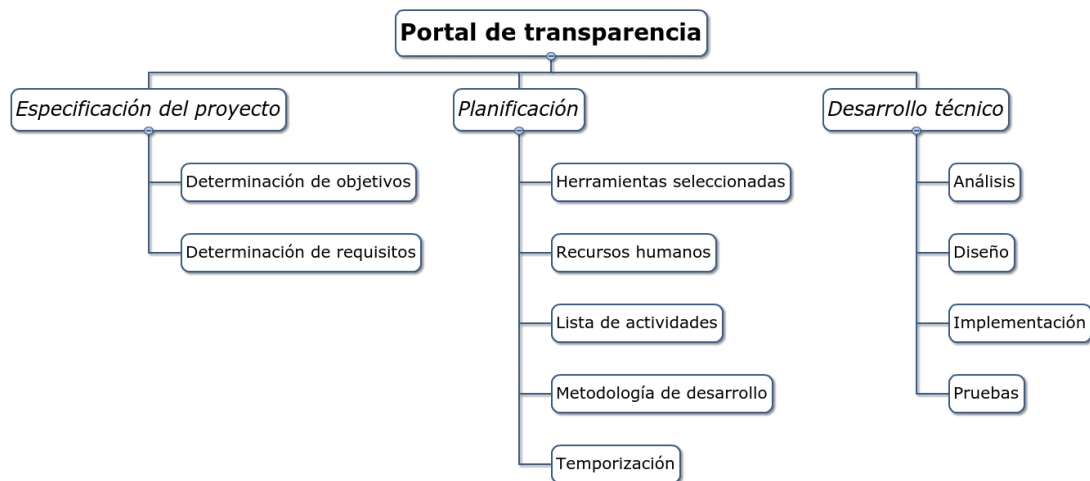 Portal de transparencia
Especificación del proyecto
Determinación de objetivos
Determinación de requisitos
Planificación
Herramientas seleccionadas
Recursos humanos
Lista de actividades
Metodología de desarrollo
Temporización
Desarrollo técnico
Análisis
Diseño
Implementación
Pruebas